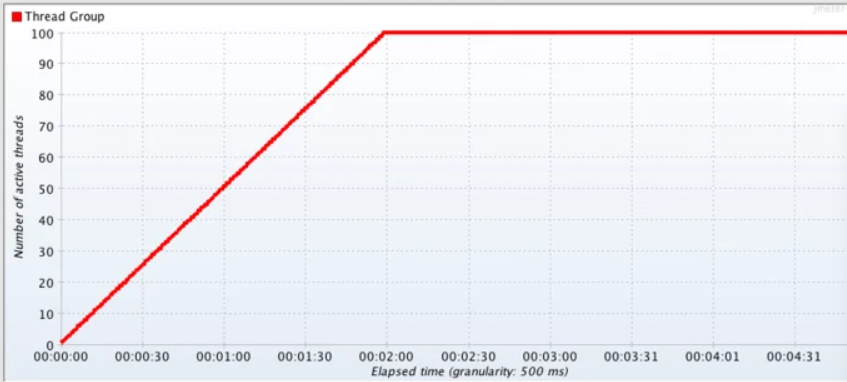 jmeter-
Thread Group
100
90
80
70
60
50
40
30
20
10
0
Number of active threads
00:00:00 00:00:30 00:01:00 00:01:30 00:02:00 00:02:30 00:03:00 00:03:31 00:04:01 00:04:31
Elapsed time (granularity: 500 ms)